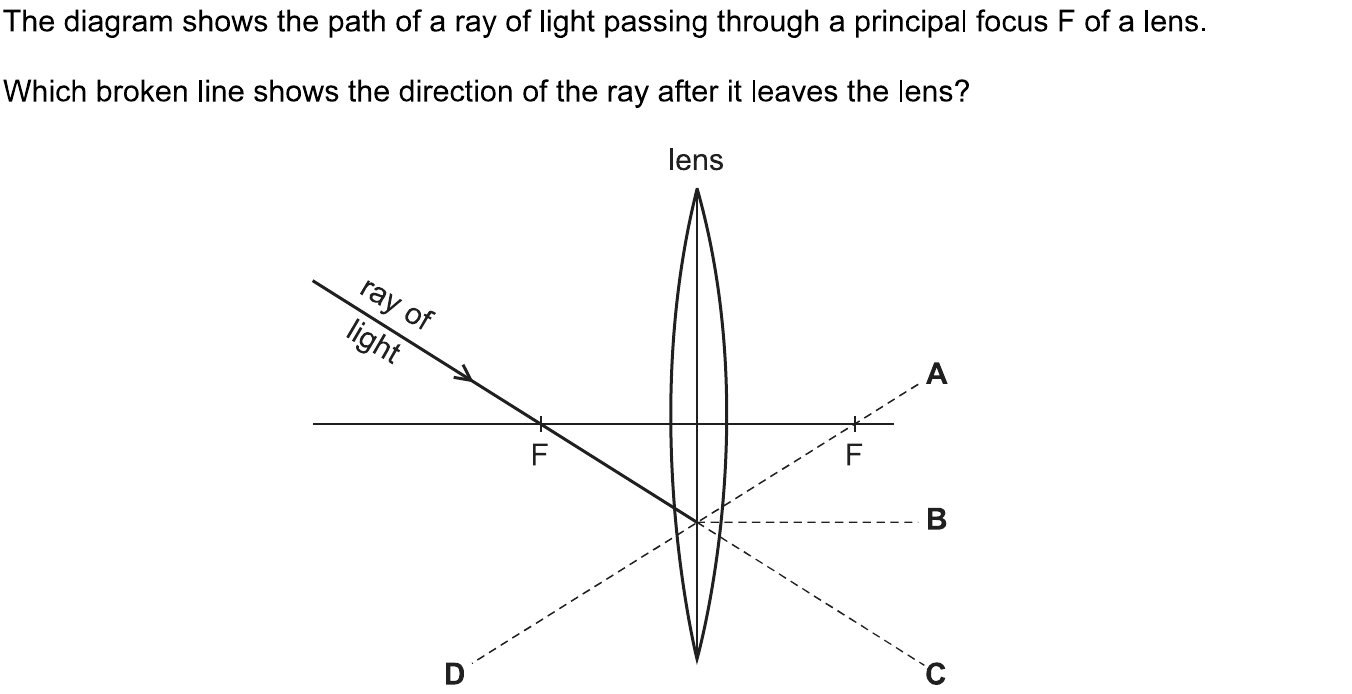 The diagram shows the path of a ray of light passing through a principal focus F of a lens.
Which broken line shows the direction of the ray after it leaves the lens?
lens
ray of
light
A
F
F
B
D
C